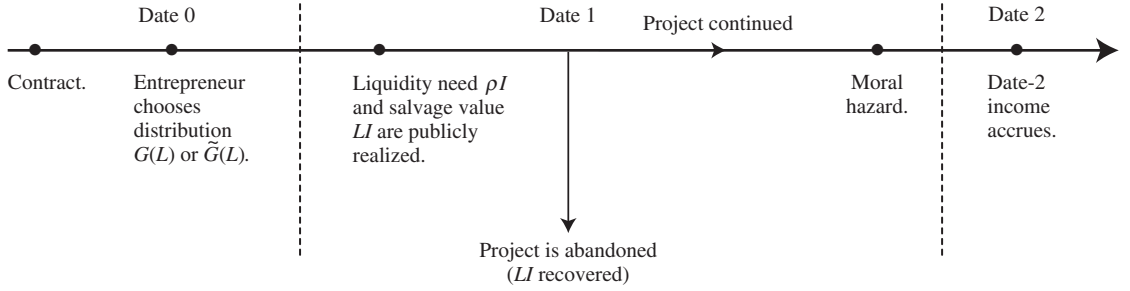 Date 0
Date 1
Date 2
Project continued
Contract.
Entrepreneur
chooses
distribution
G(L) or G̃(L).
Liquidity need ρI
and salvage value
LI are publicly
realized.
Moral
hazard.
Date-2
income
accrues.
Project is abandoned
(LI recovered)